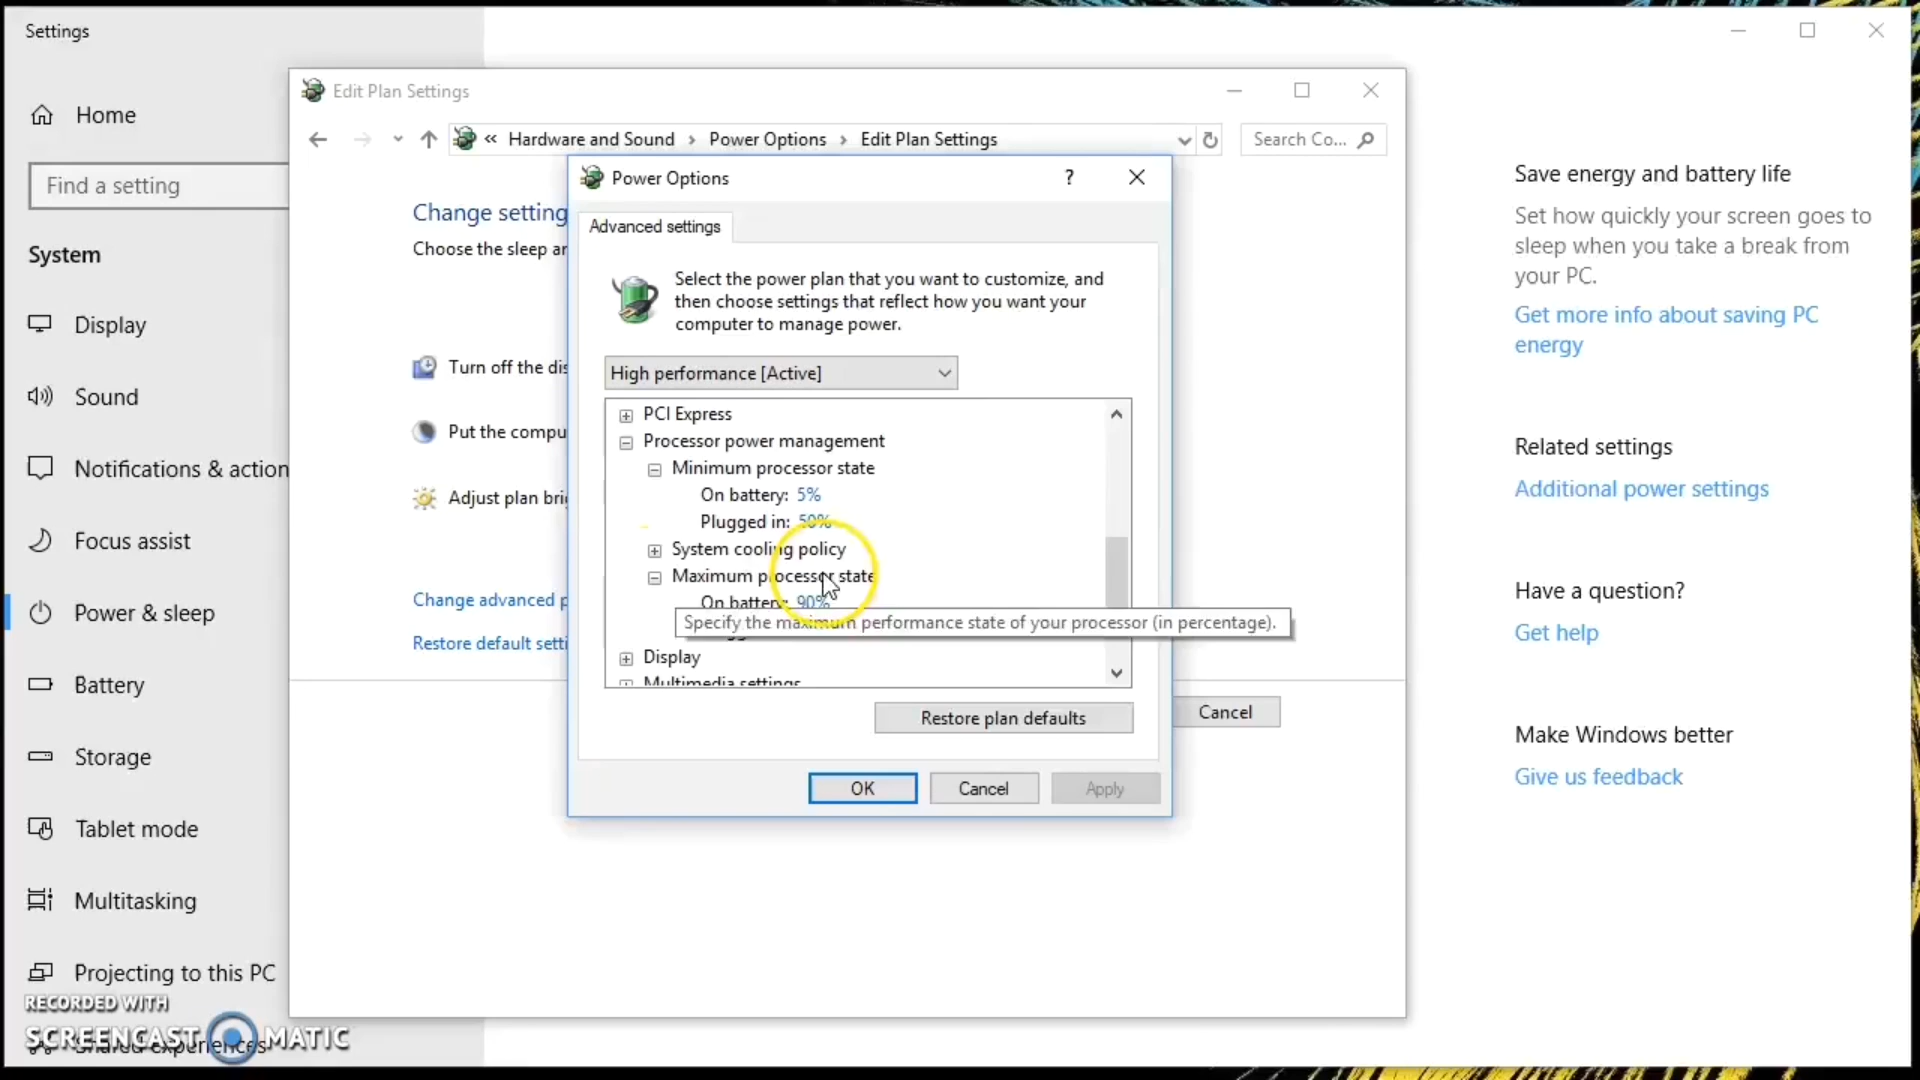 Settings
Home
Find a setting
System
Display
Sound
Notifications & action
Focus assist
Power & sleep
Battery
Storage
Tablet mode
Multitasking
Projecting to this PC
Shared experiences
RECORDED WITH
SCREENCAST MATIC
Edit Plan Settings
« Hardware and Sound › Power Options › Edit Plan Settings
Search Co...
Change setting
Choose the sleep ar
Turn off the dis
Put the compu
Adjust plan brig
Change advanced p
Restore default setti
Cancel
Power Options
?
Advanced settings
Select the power plan that you want to customize, and
then choose settings that reflect how you want your
computer to manage power.
High performance [Active]
PCI Express
Processor power management
Minimum processor state
On battery: 5%
Plugged in: 50%
System cooling policy
Maximum processor state
On battery: 90%
Specify the maximum performance state of your processor (in percentage).
Display
Multimedia settings
Restore plan defaults
OK
Cancel
Apply
Save energy and battery life
Set how quickly your screen goes to
sleep when you take a break from
your PC.
Get more info about saving PC
energy
Related settings
Additional power settings
Have a question?
Get help
Make Windows better
Give us feedback